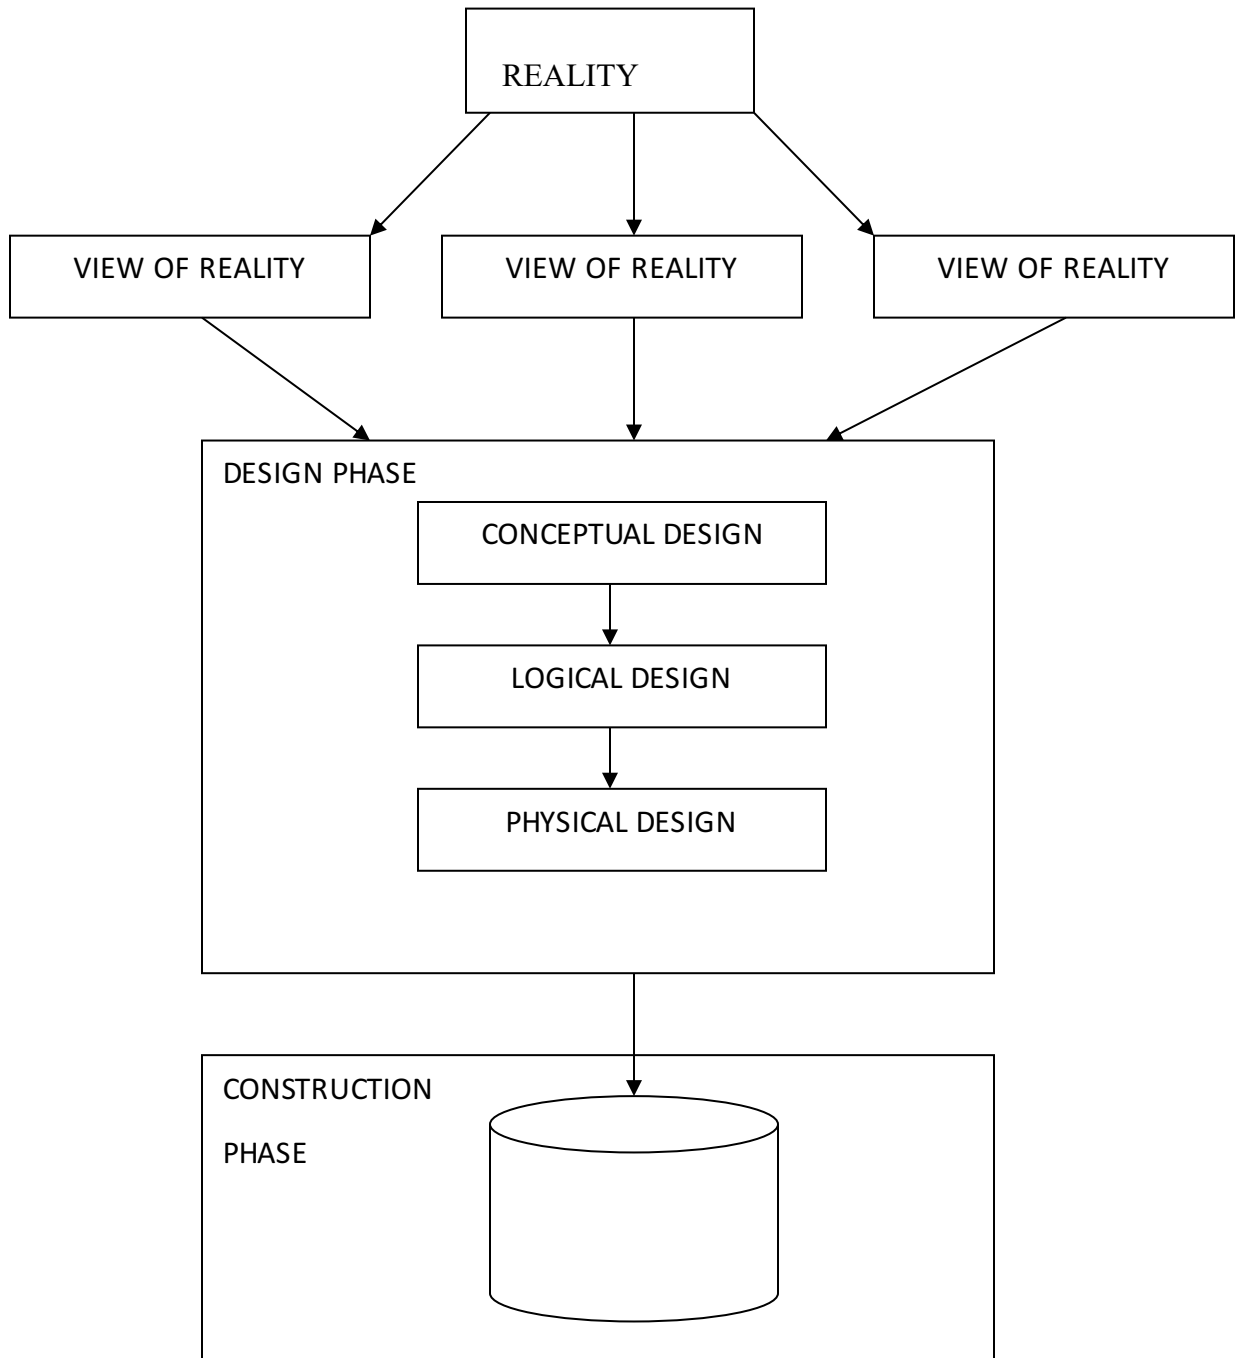 REALITY
VIEW OF REALITY
VIEW OF REALITY
VIEW OF REALITY
DESIGN PHASE
CONCEPTUAL DESIGN
LOGICAL DESIGN
PHYSICAL DESIGN
CONSTRUCTION
PHASE